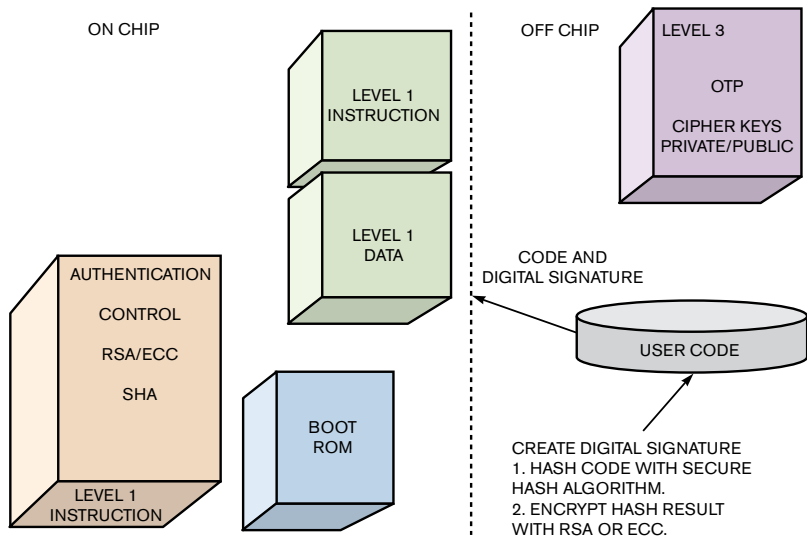 ON CHIP
OFF CHIP
LEVEL 3
OTP
CIPHER KEYS
PRIVATE/PUBLIC
LEVEL 1
INSTRUCTION
LEVEL 1
DATA
CODE AND
DIGITAL SIGNATURE
AUTHENTICATION
CONTROL
RSA/ECC
SHA
LEVEL 1
INSTRUCTION
BOOT
ROM
USER CODE
CREATE DIGITAL SIGNATURE
1. HASH CODE WITH SECURE
HASH ALGORITHM.
2. ENCRYPT HASH RESULT
WITH RSA OR ECC.